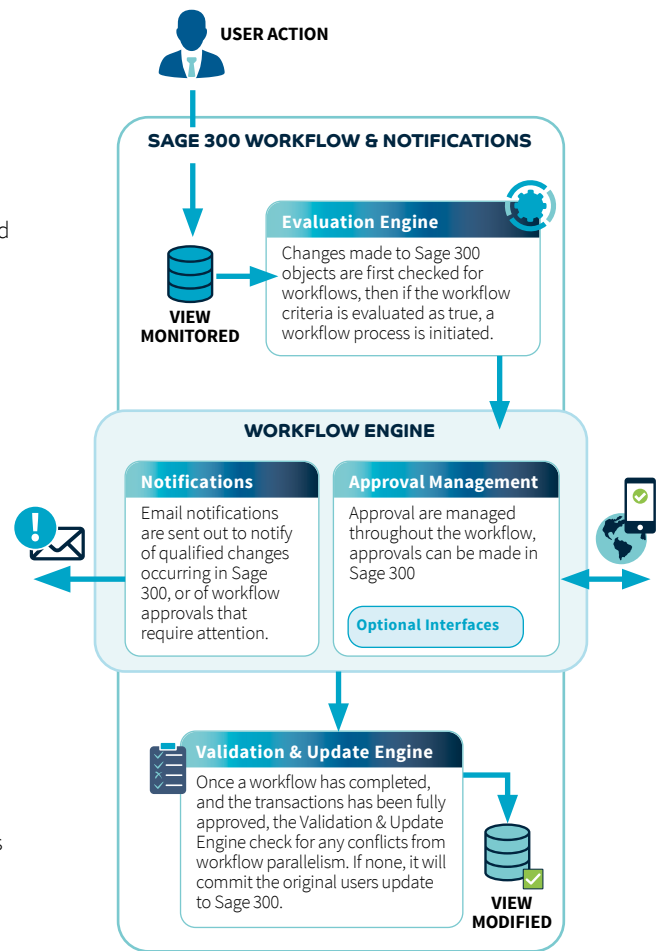 USER ACTION
SAGE 300 WORKFLOW & NOTIFICATIONS
d
Evaluation Engine
Changes made to Sage 300
objects are first checked for
workflows, then if the workflow
criteria is evaluated as true, a
workflow process is initiated.
VIEW
MONITORED
WORKFLOW ENGINE
Notifications
Email notifications
are sent out to notify
of qualified changes
occurring in Sage
300, or of workflow
approvals that
require attention.
Approval Management
Approval are managed
throughout the workflow,
approvals can be made in
Sage 300
Optional Interfaces
Validation & Update Engine
Once a workflow has completed,
and the transactions has been fully
approved, the Validation & Update
Engine check for any conflicts from
workflow parallelism. If none, it will
commit the original users update
to Sage 300.
s
VIEW
MODIFIED